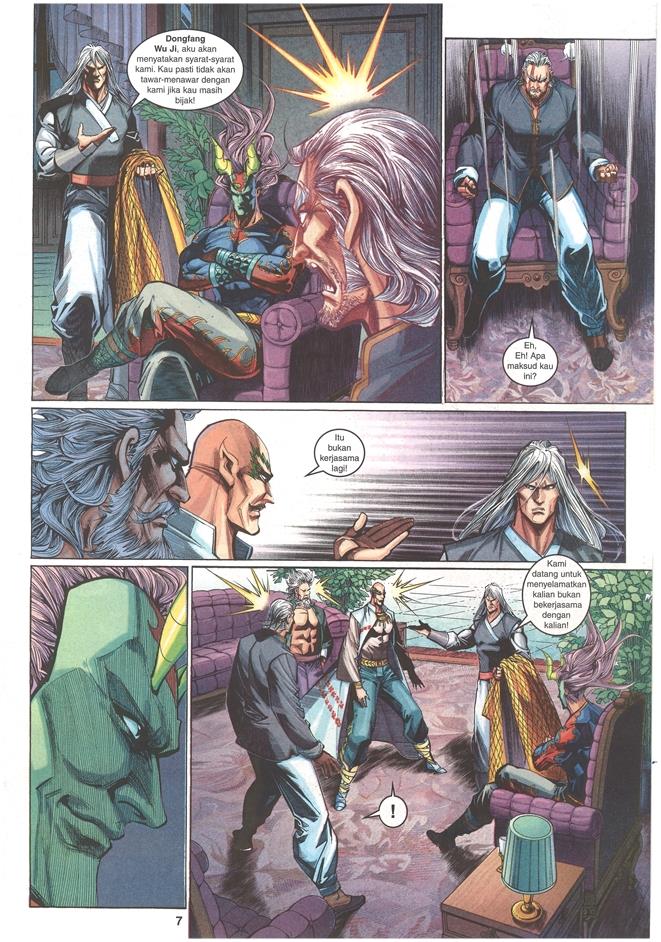 Dongfang
Wu Ji, aku akan
menyatakan syarat-syarat
kami. Kau pasti tidak akan
tawar-menawar dengan
kami jika kau masih
bijak!
Eh,
Eh! Apa
maksud kau
ini?
Itu
bukan
kerjasama
lagi!
Kami
datang untuk
menyelamatkan
kalian bukan
bekerjasama
dengan
kalian!
!
7